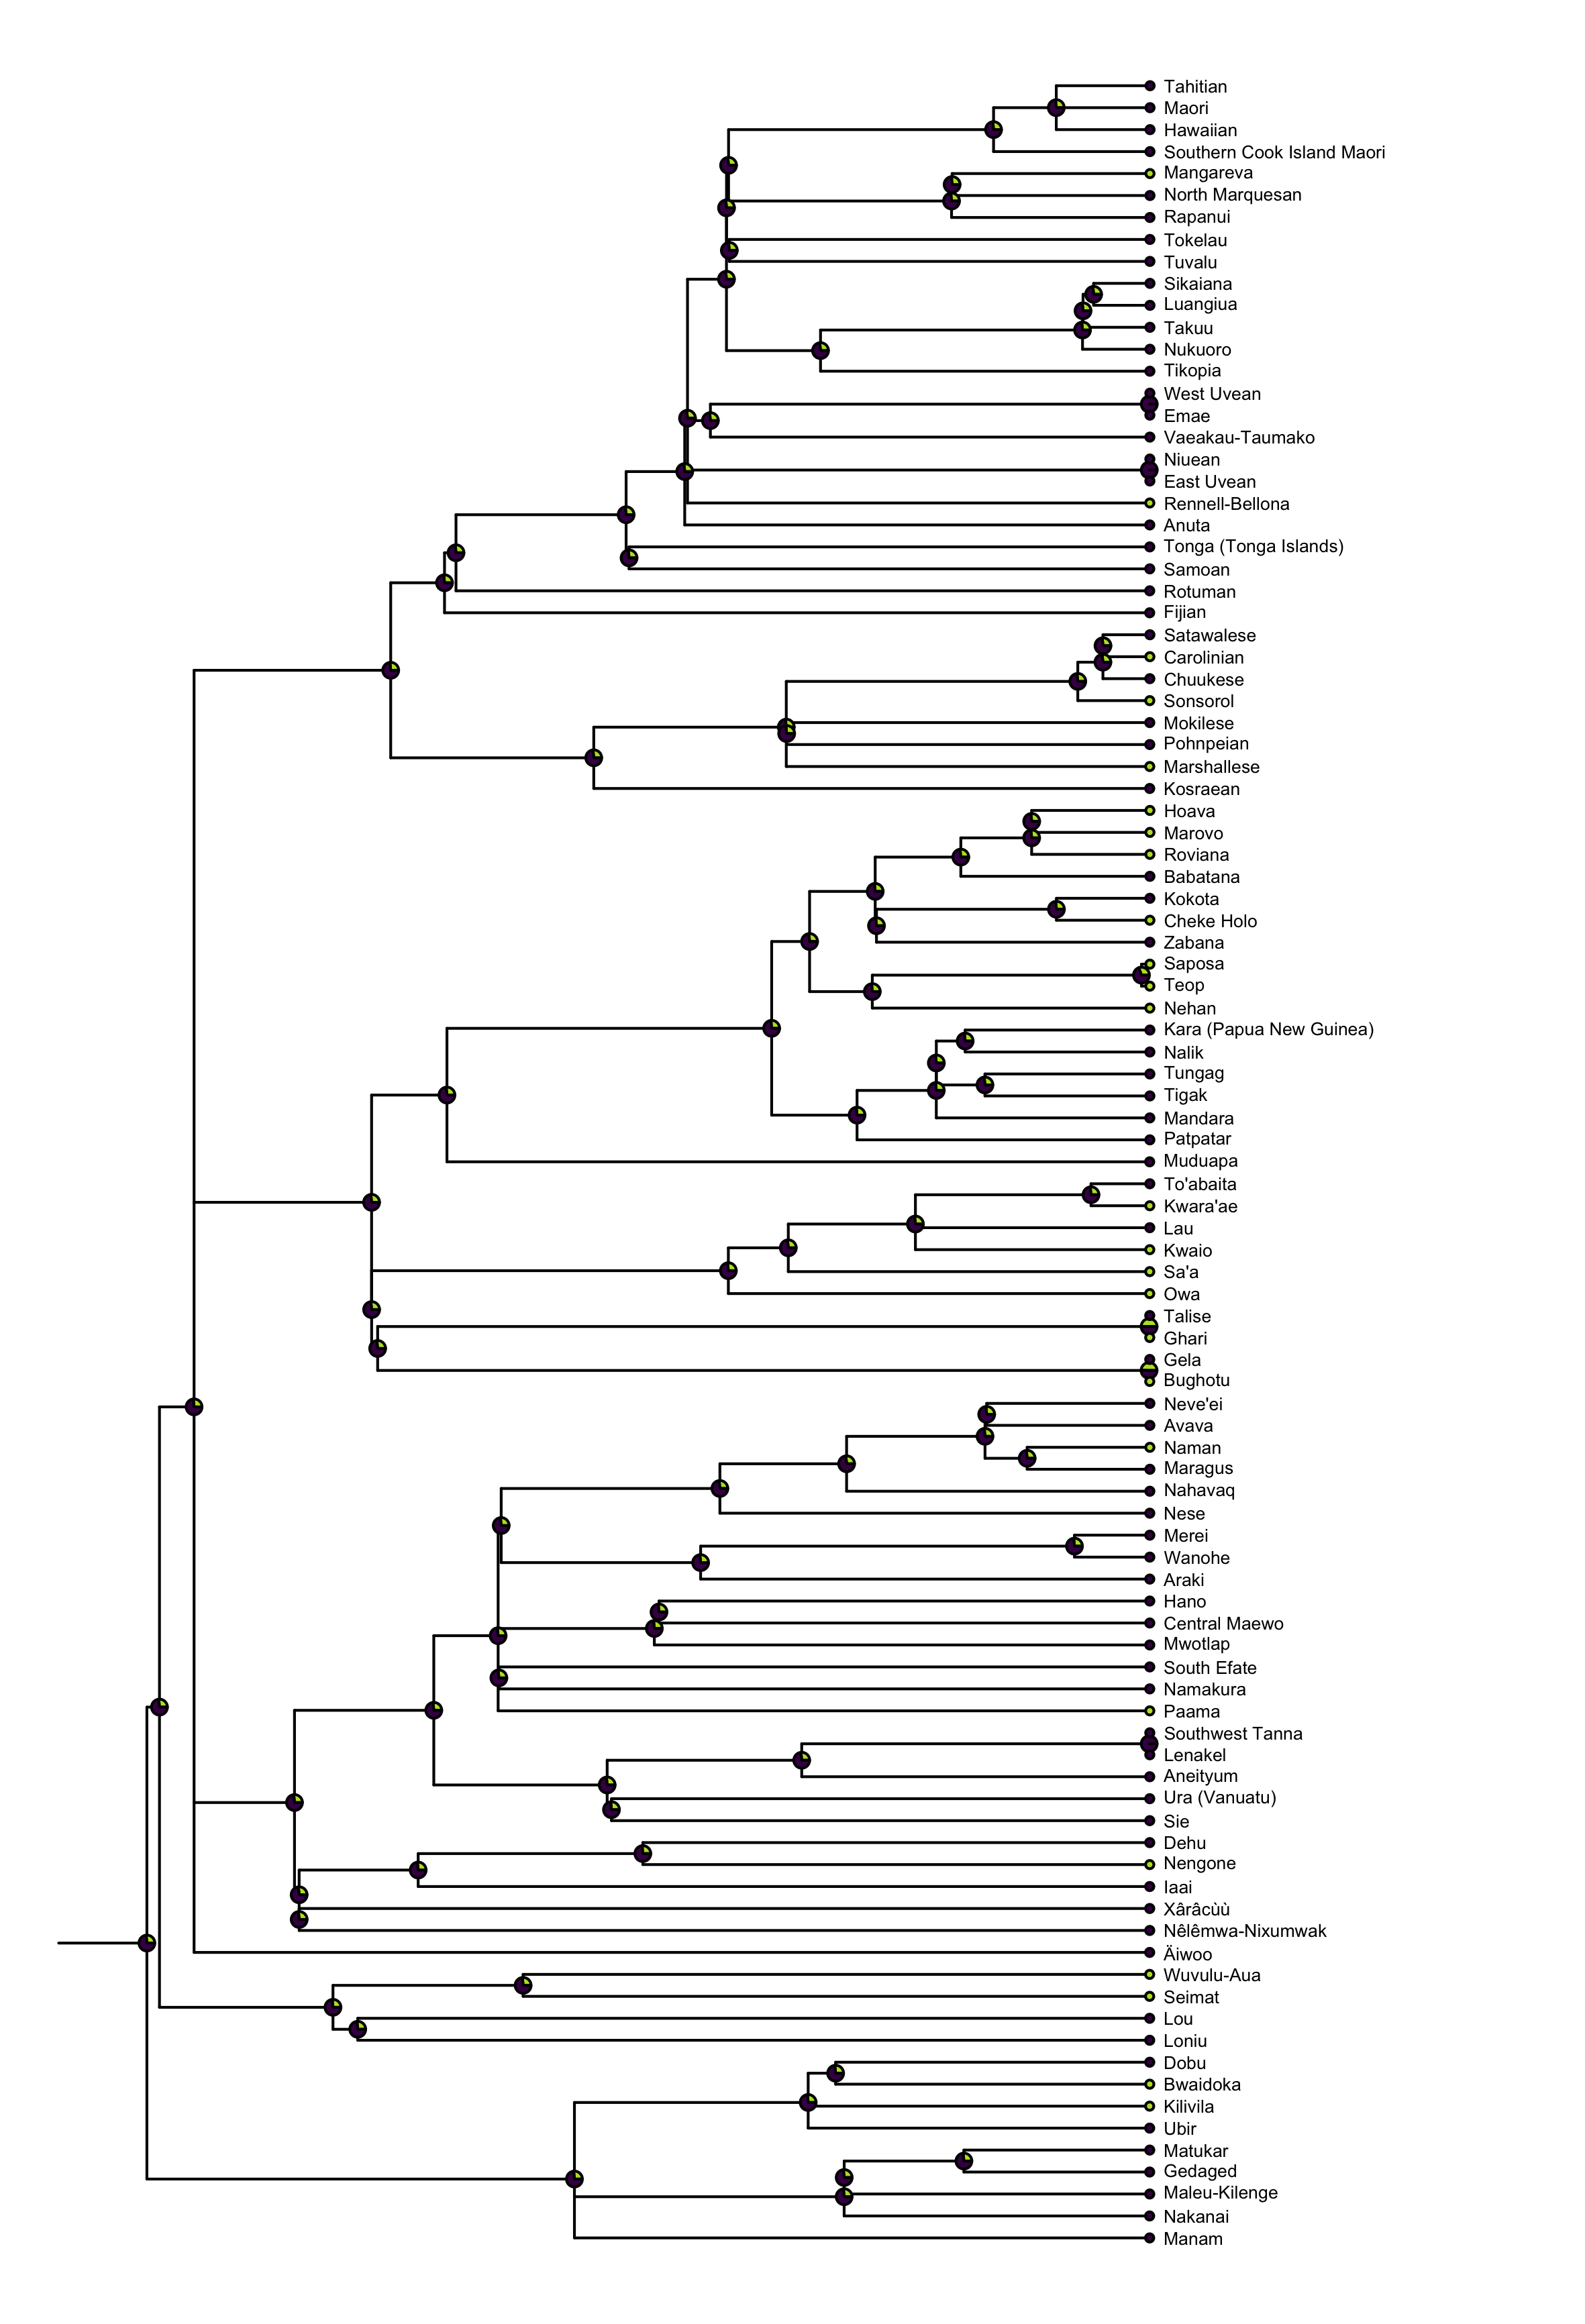 Tahitian
Maori
Hawaiian
Southern Cook Island Maori
Mangareva
North Marquesan
Rapanui
Tokelau
Tuvalu
Sikaiana
Luangiua
Takuu
Nukuoro
Tikopia
West Uvean
Emae
Vaeakau-Taumako
Niuean
East Uvean
Rennell-Bellona
Anuta
Tonga (Tonga Islands)
Samoan
Rotuman
Fijian
Satawalese
Carolinian
Chuukese
Sonsorol
Mokilese
Pohnpeian
Marshallese
Kosraean
Hoava
Marovo
Roviana
Babatana
Kokota
Cheke Holo
Zabana
Saposa
Teop
Nehan
Kara (Papua New Guinea)
Nalik
Tungag
Tigak
Mandara
Patpatar
Muduapa
To'abaita
Kwara'ae
Lau
Kwaio
Sa'a
Owa
Talise
Ghari
Gela
Bughotu
Neve'ei
Avava
Naman
Maragus
Nahavaq
Nese
Merei
Wanohe
Araki
Hano
Central Maewo
Mwotlap
South Efate
Namakura
Paama
Southwest Tanna
Lenakel
Aneityum
Ura (Vanuatu)
Sie
Dehu
Nengone
Iaai
Xârâcùù
Nêlêmwa-Nixumwak
Äiwoo
Wuvulu-Aua
Seimat
Lou
Loniu
Dobu
Bwaidoka
Kilivila
Ubir
Matukar
Gedaged
Maleu-Kilenge
Nakanai
Manam